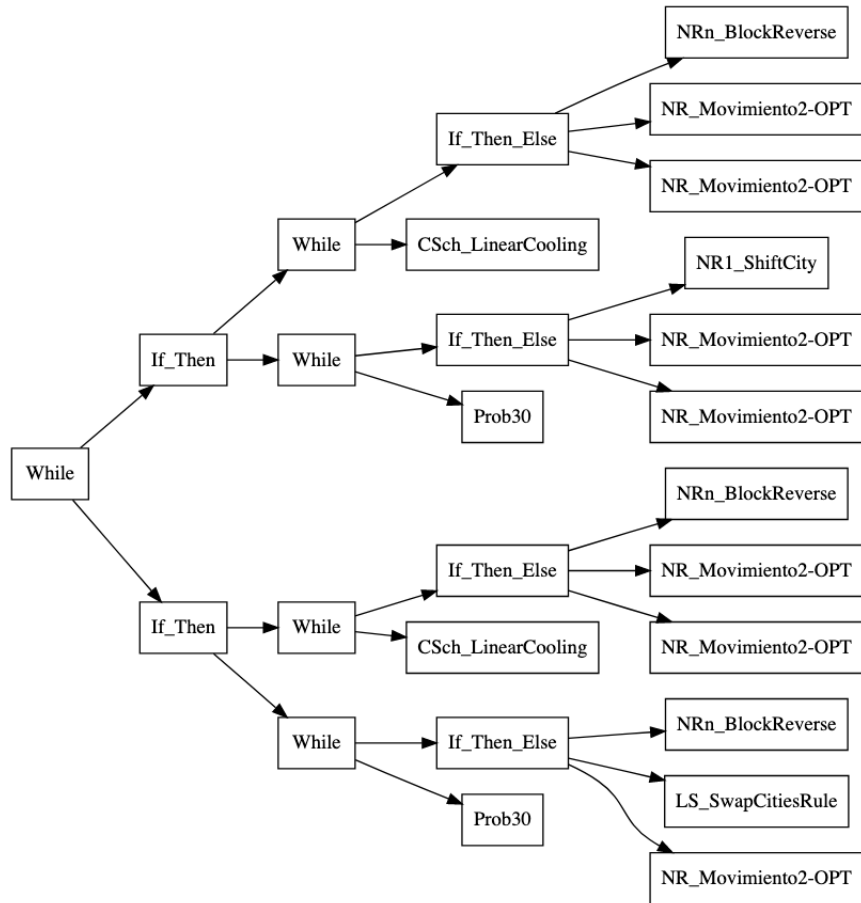 NRn_BlockReverse
NR_Movimiento2-OPT
If_Then_Else
NR_Movimiento2-OPT
While
CSch_LinearCooling
NR1_ShiftCity
If_Then
While
If_Then_Else
NR_Movimiento2-OPT
Prob30
NR_Movimiento2-OPT
While
NRn_BlockReverse
If_Then_Else
NR_Movimiento2-OPT
If_Then
While
CSch_LinearCooling
NR_Movimiento2-OPT
NRn_BlockReverse
While
If_Then_Else
LS_SwapCitiesRule
Prob30
NR_Movimiento2-OPT